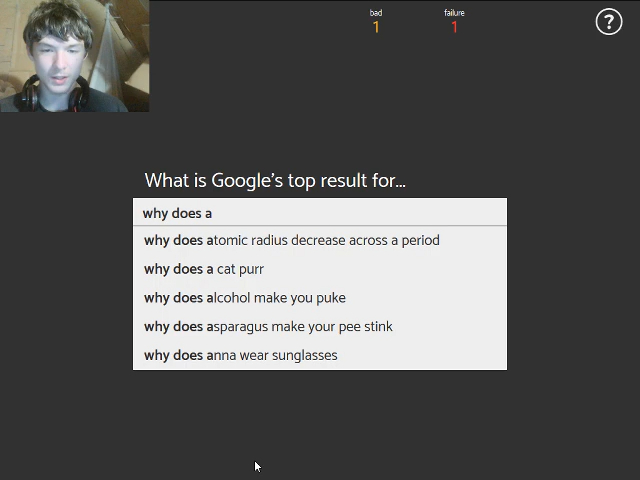 bad
failure
1
1
?
What is Google's top result for...
why does a
why does atomic radius decrease across a period
why does a cat purr
why does alcohol make you puke
why does asparagus make your pee stink
why does anna wear sunglasses